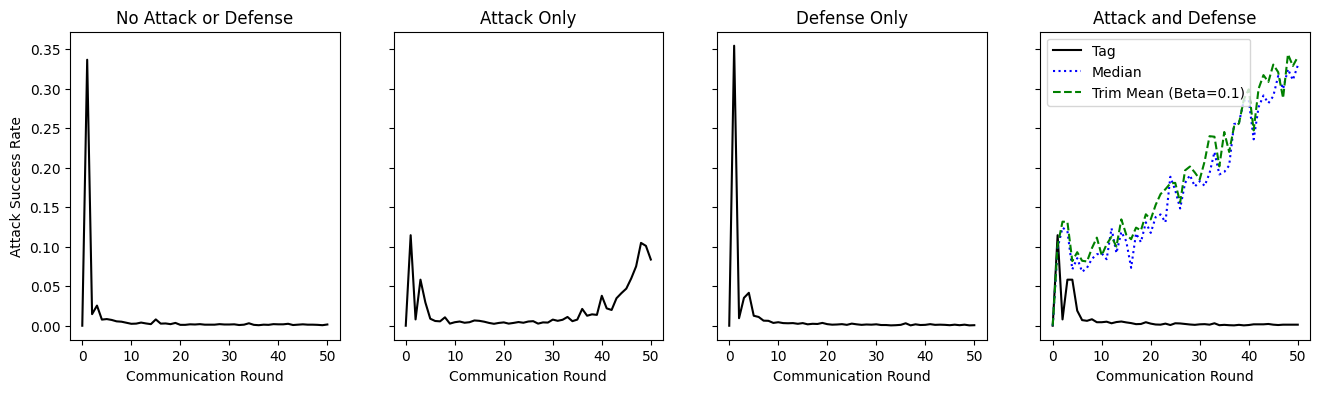 No Attack or Defense
Attack Only
Defense Only
Attack and Defense
Attack Success Rate
0.35
0.30
0.25
0.20
0.15
0.10
0.05
0.00
Tag
Median
Trim Mean (Beta=0.1)
0 10 20 30 40 50
0 10 20 30 40 50
0 10 20 30 40 50
0 10 20 30 40 50
Communication Round
Communication Round
Communication Round
Communication Round